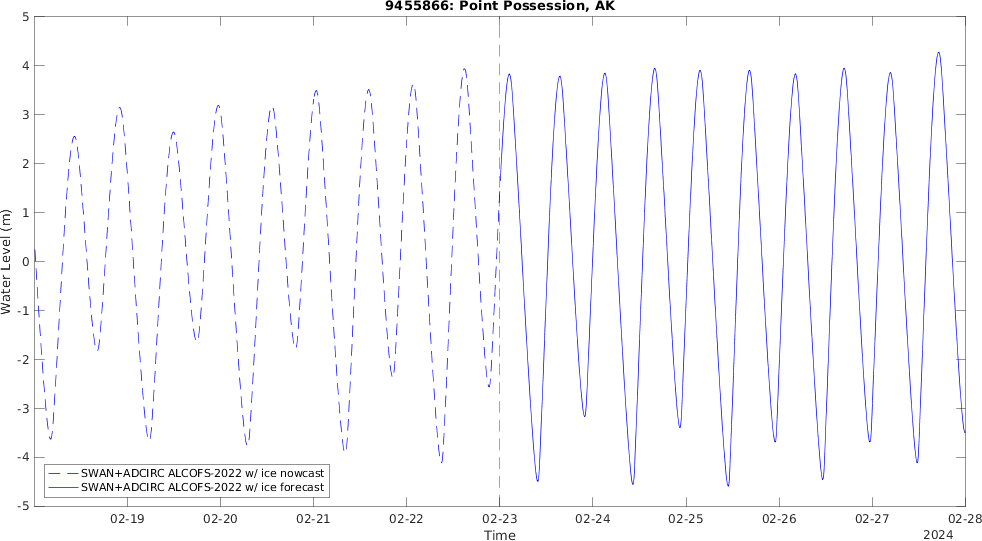 9455866: Point Possession, AK
Water Level (m)
5
4
3
2
1
0
-1
-2
-3
-4
-5
SWAN+ADCIRC ALCOFS-2022 w/ ice nowcast
SWAN+ADCIRC ALCOFS-2022 w/ ice forecast
02-19 02-20 02-21 02-22 02-23 02-24 02-25 02-26 02-27 02-28
Time
2024